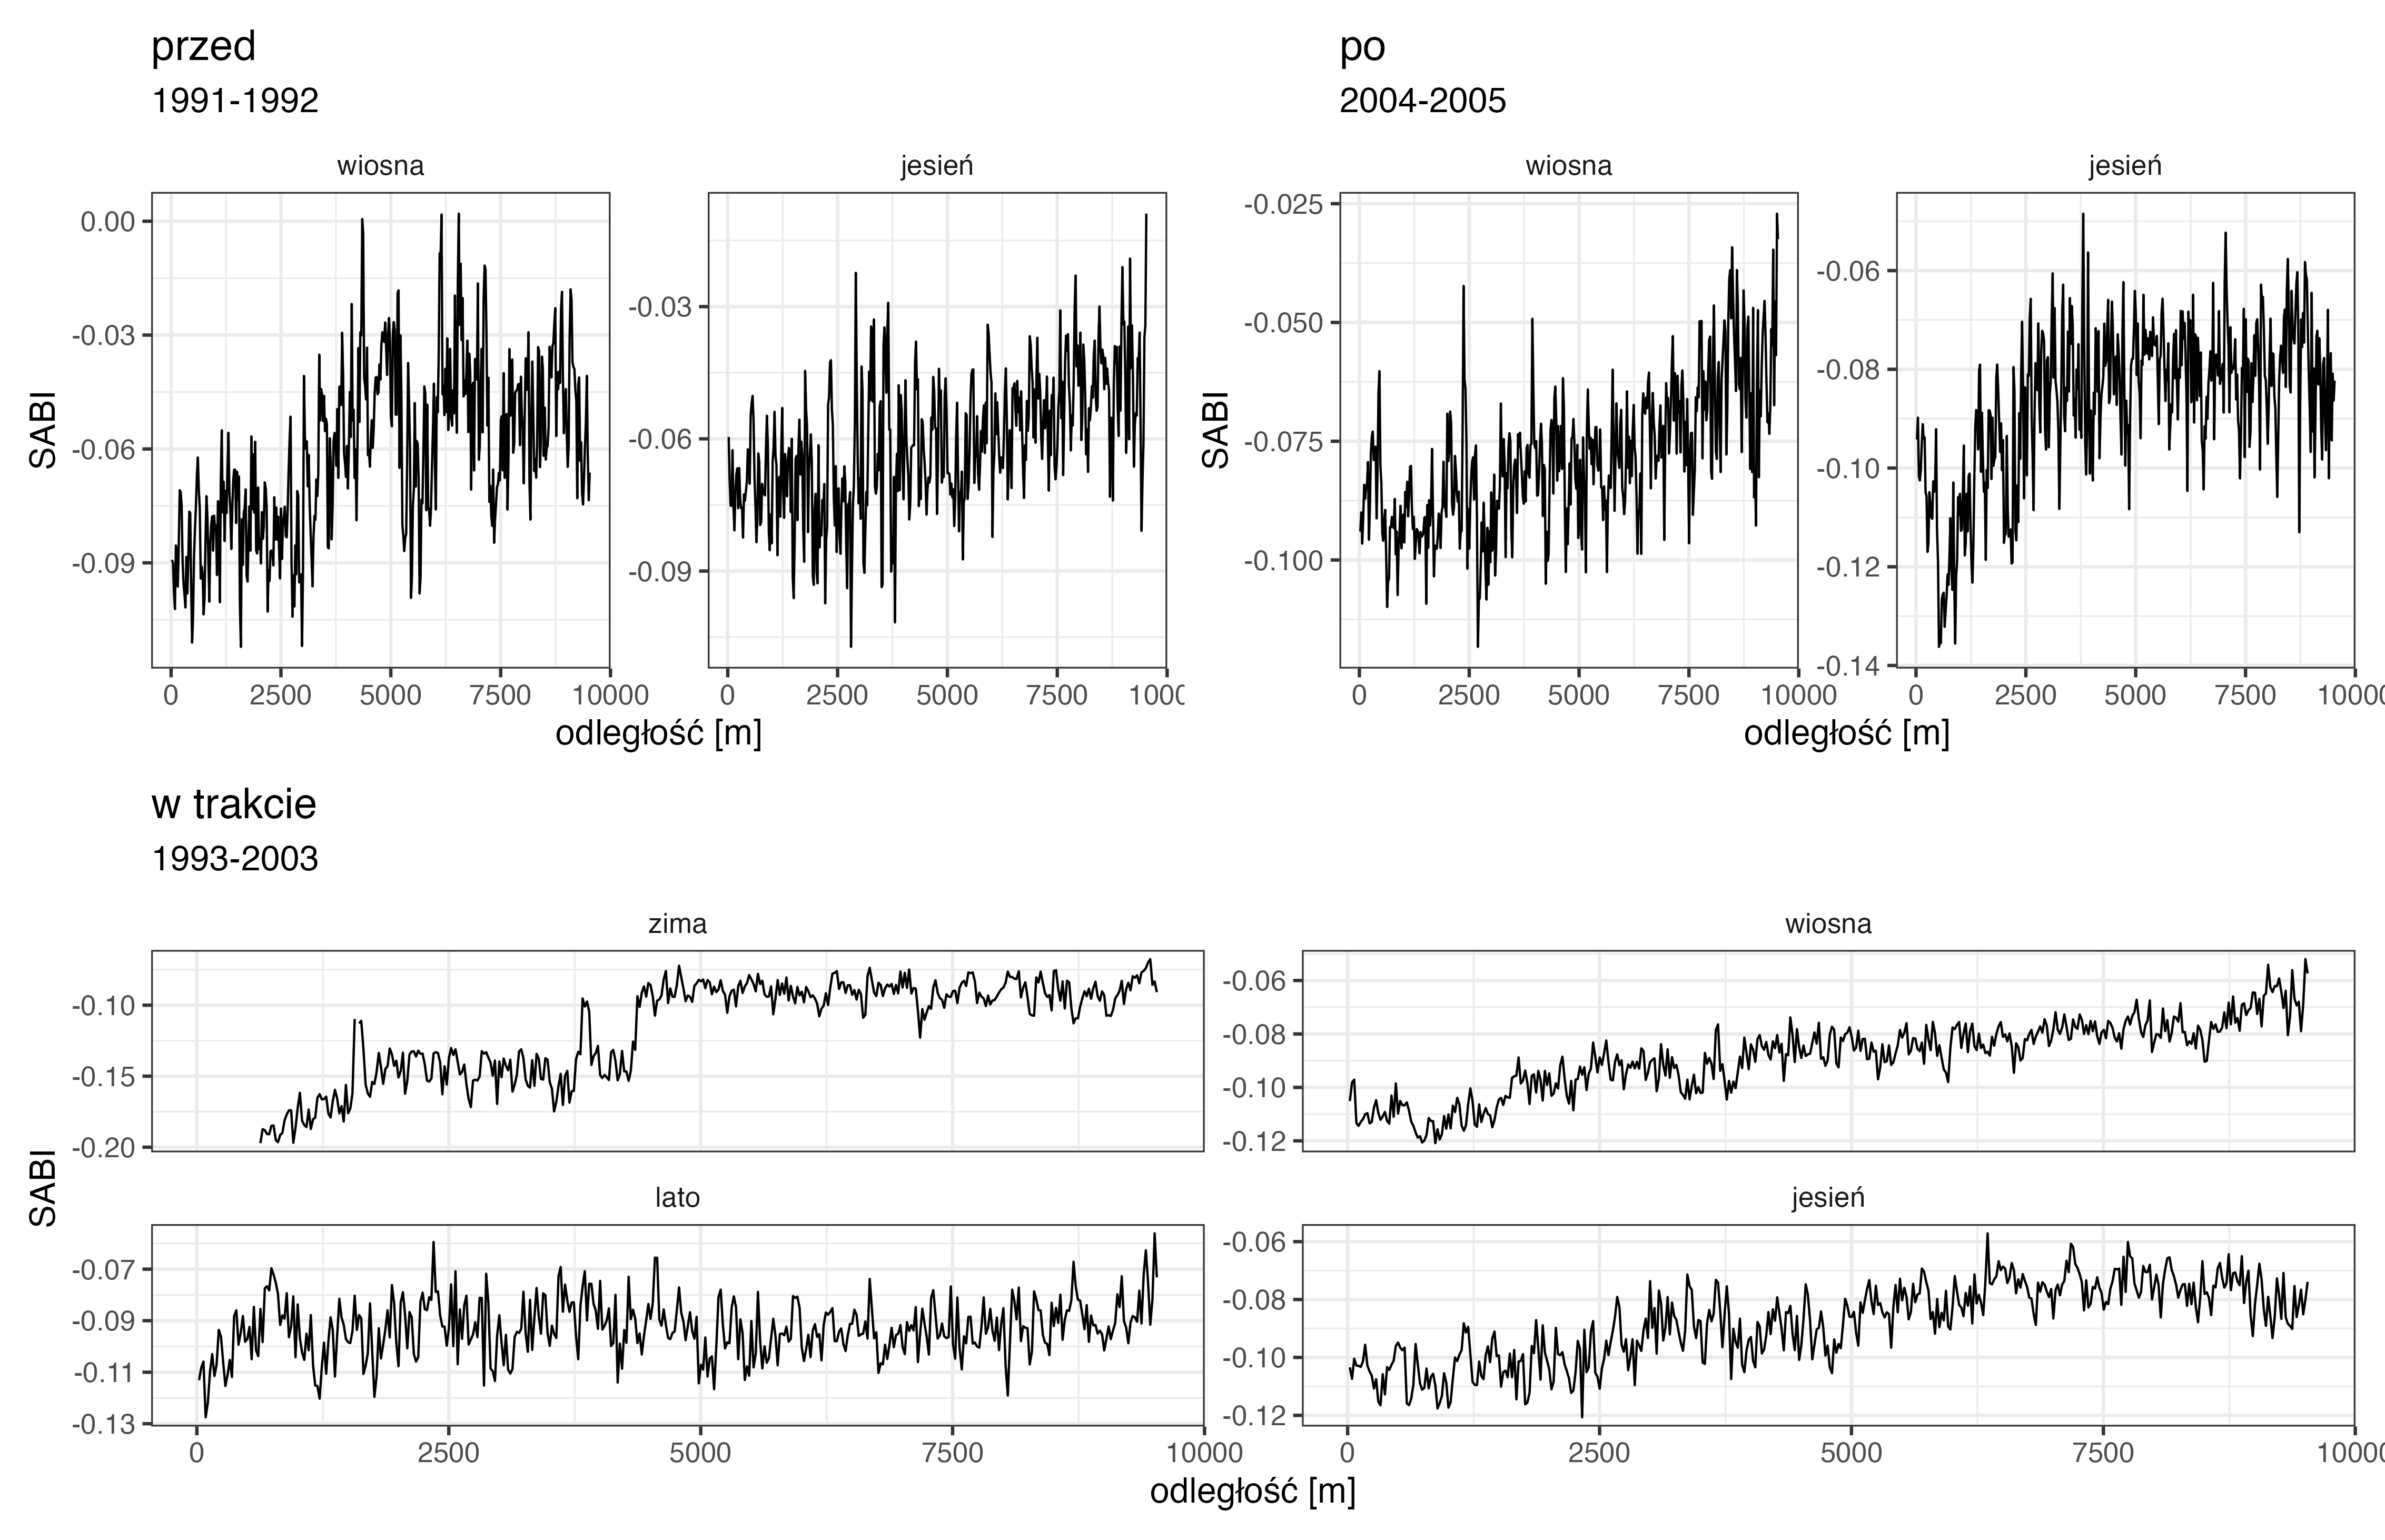 przed
1991-1992
wiosna
jesień
0.00
-0.03
-0.06
-0.09
-0.03
-0.06
-0.09
SABI
0 2500 5000 7500 10000
0 2500 5000 7500
odległość [m]
po
2004-2005
wiosna
jesień
-0.025
-0.050
-0.075
-0.100
-0.06
-0.08
-0.10
-0.12
-0.14
SABI
0 2500 5000 7500 10000
0 2500 5000 7500
odległość [m]
w trakcie
1993-2003
zima
wiosna
-0.10
-0.15
-0.20
-0.06
-0.08
-0.10
-0.12
SABI
lato
jesień
-0.07
-0.09
-0.11
-0.13
-0.06
-0.08
-0.10
-0.12
0 2500 5000 7500 10000
0 2500 5000 7500
odległość [m]